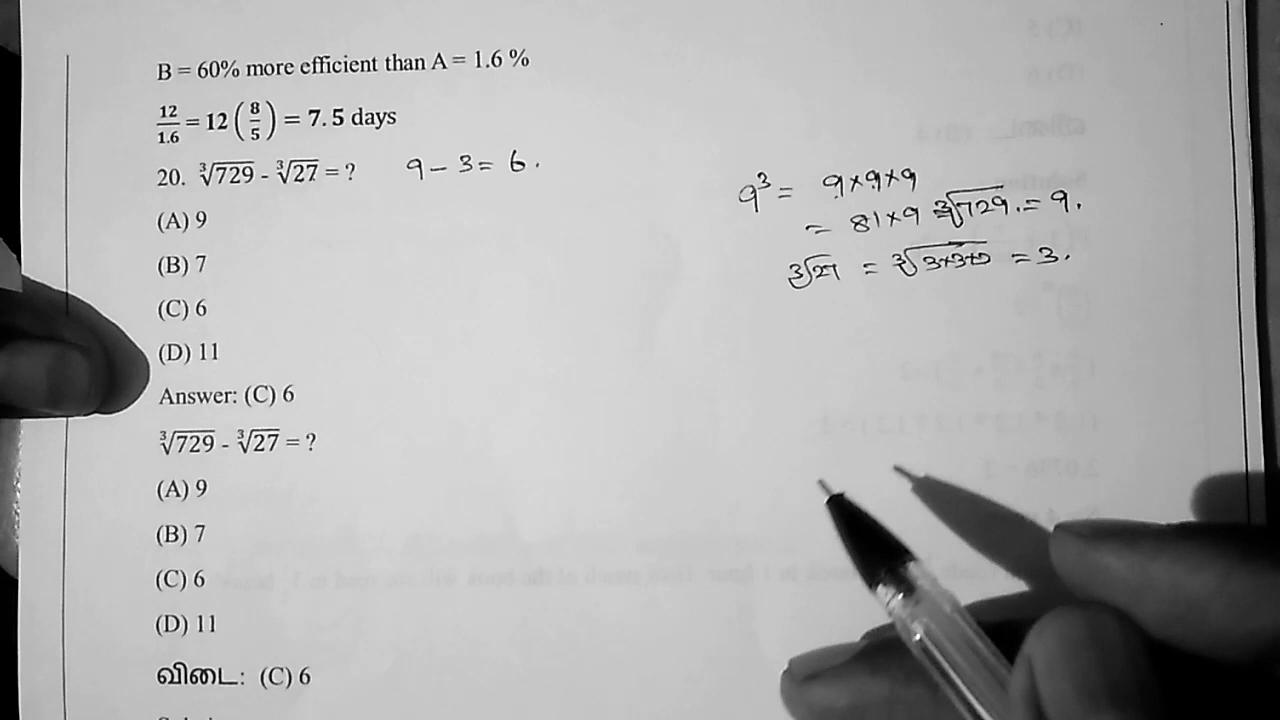 B = 60% more efficient than A = 1.6 %
12/1.6 = 12 (8/5) = 7.5 days
20. ∛729 - ∛27 = ? 9 - 3 = 6.
(A) 9
(B) 7
(C) 6
(D) 11
Answer: (C) 6
∛729 - ∛27 = ?
(A) 9
(B) 7
(C) 6
(D) 11
விடை: (C) 6
9³ = 9×9×9
= 81×9 ∛729. = 9.
∛27 = ∛3×3×3 = 3.